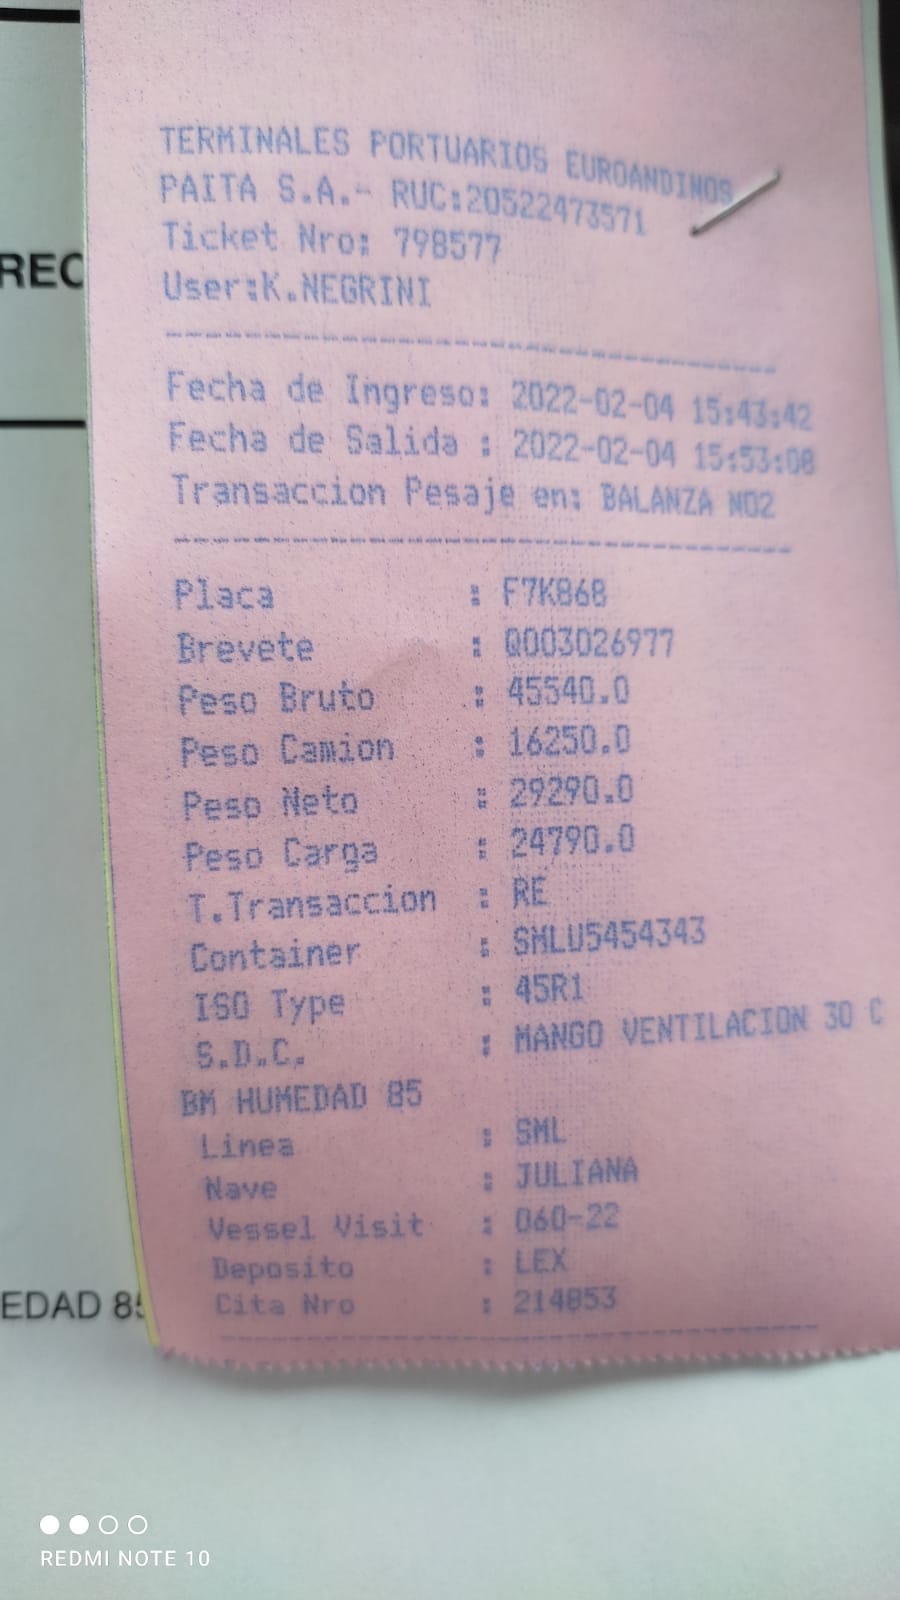 TERMINALES PORTUARIOS EUROANDINOS
PAITA S.A.- RUC:20522473571
Ticket Nro: 798577
User:K.NEGRINI
Fecha de Ingreso: 2022-02-04 15:43:42
Fecha de Salida : 2022-02-04 15:53:08
Transaccion Pesaje en: BALANZA NO2
Placa : F7K868
Brevete : Q003026977
Peso Bruto : 45540.0
Peso Camion : 16250.0
Peso Neto : 29290.0
Peso Carga : 24790.0
T.Transaccion : RE
Container : SMLU5454343
ISO Type : 45R1
S.D.C. : MANGO VENTILACION 30 C
BM HUMEDAD 85
Linea : SML
Nave : JULIANA
Vessel Visit : 060-22
Deposito : LEX
Cita Nro : 214853
REC
EDAD 85
REDMI NOTE 10